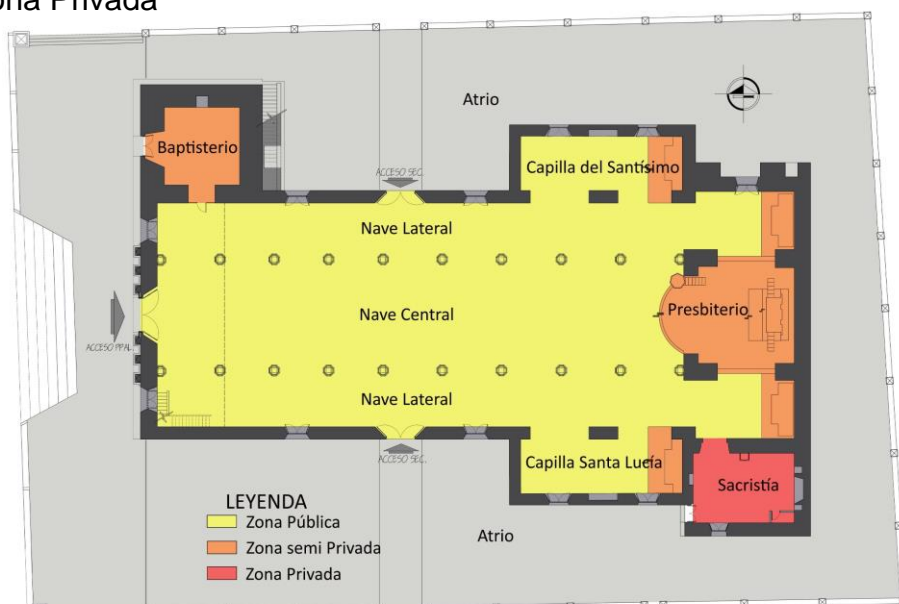 ona Privada
Atrio
Baptisterio
ACCESO SEC.
Capilla del Santísimo
Nave Lateral
Nave Central
Presbiterio
ACCESO PPAL.
Nave Lateral
ACCESO SEC.
Capilla Santa Lucía
Sacristía
Atrio
LEYENDA
Zona Pública
Zona semi Privada
Zona Privada